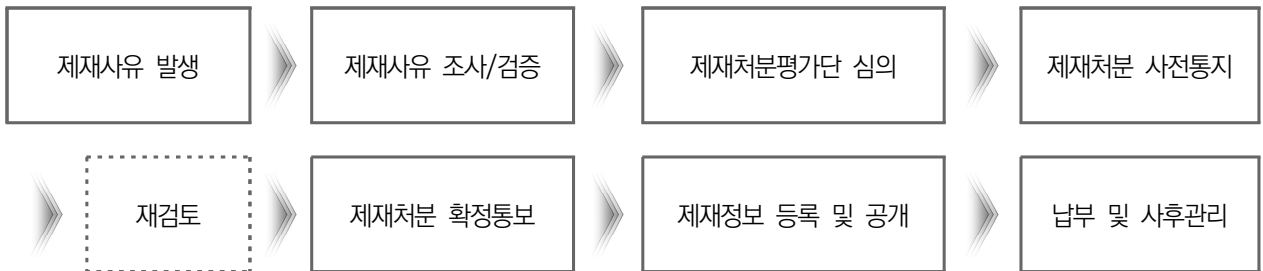 제재사유 발생
제재사유 조사/검증
제재처분평가단 심의
제재처분 사전통지
재검토
제재처분 확정통보
제재정보 등록 및 공개
납부 및 사후관리